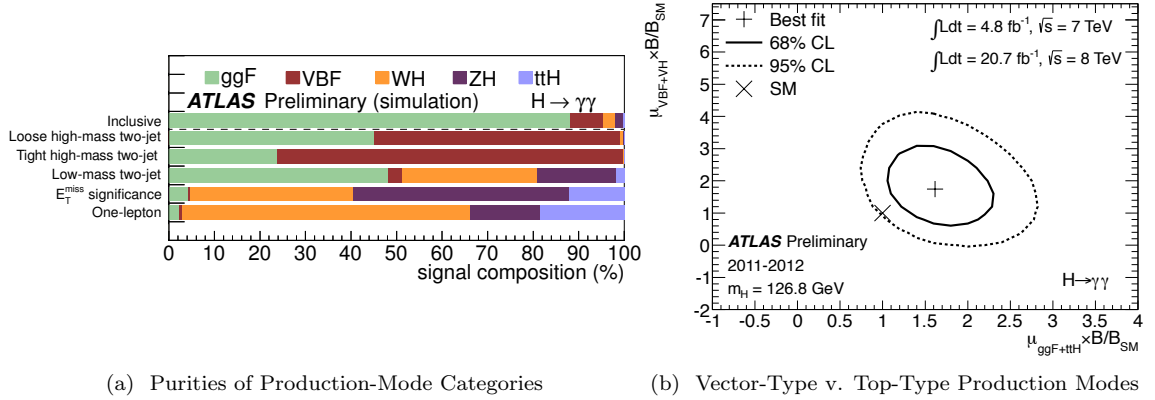 ggF VBF WH ZH ttH
ATLAS Preliminary (simulation) H → γγ
Inclusive
Loose high-mass two-jet
Tight high-mass two-jet
Low-mass two-jet
E_T^miss significance
One-lepton
0 10 20 30 40 50 60 70 80 90 100
signal composition (%)
(a) Purities of Production-Mode Categories
μ_VBF+VH ×B/B_SM
7
6
5
4
3
2
1
0
-1
-2
Best fit
68% CL
95% CL
SM
∫Ldt = 4.8 fb⁻¹, √s = 7 TeV
∫Ldt = 20.7 fb⁻¹, √s = 8 TeV
ATLAS Preliminary
2011-2012
m_H = 126.8 GeV
H→γγ
-1 -0.5 0 0.5 1 1.5 2 2.5 3 3.5 4
μ_ggF+ttH ×B/B_SM
(b) Vector-Type v. Top-Type Production Modes